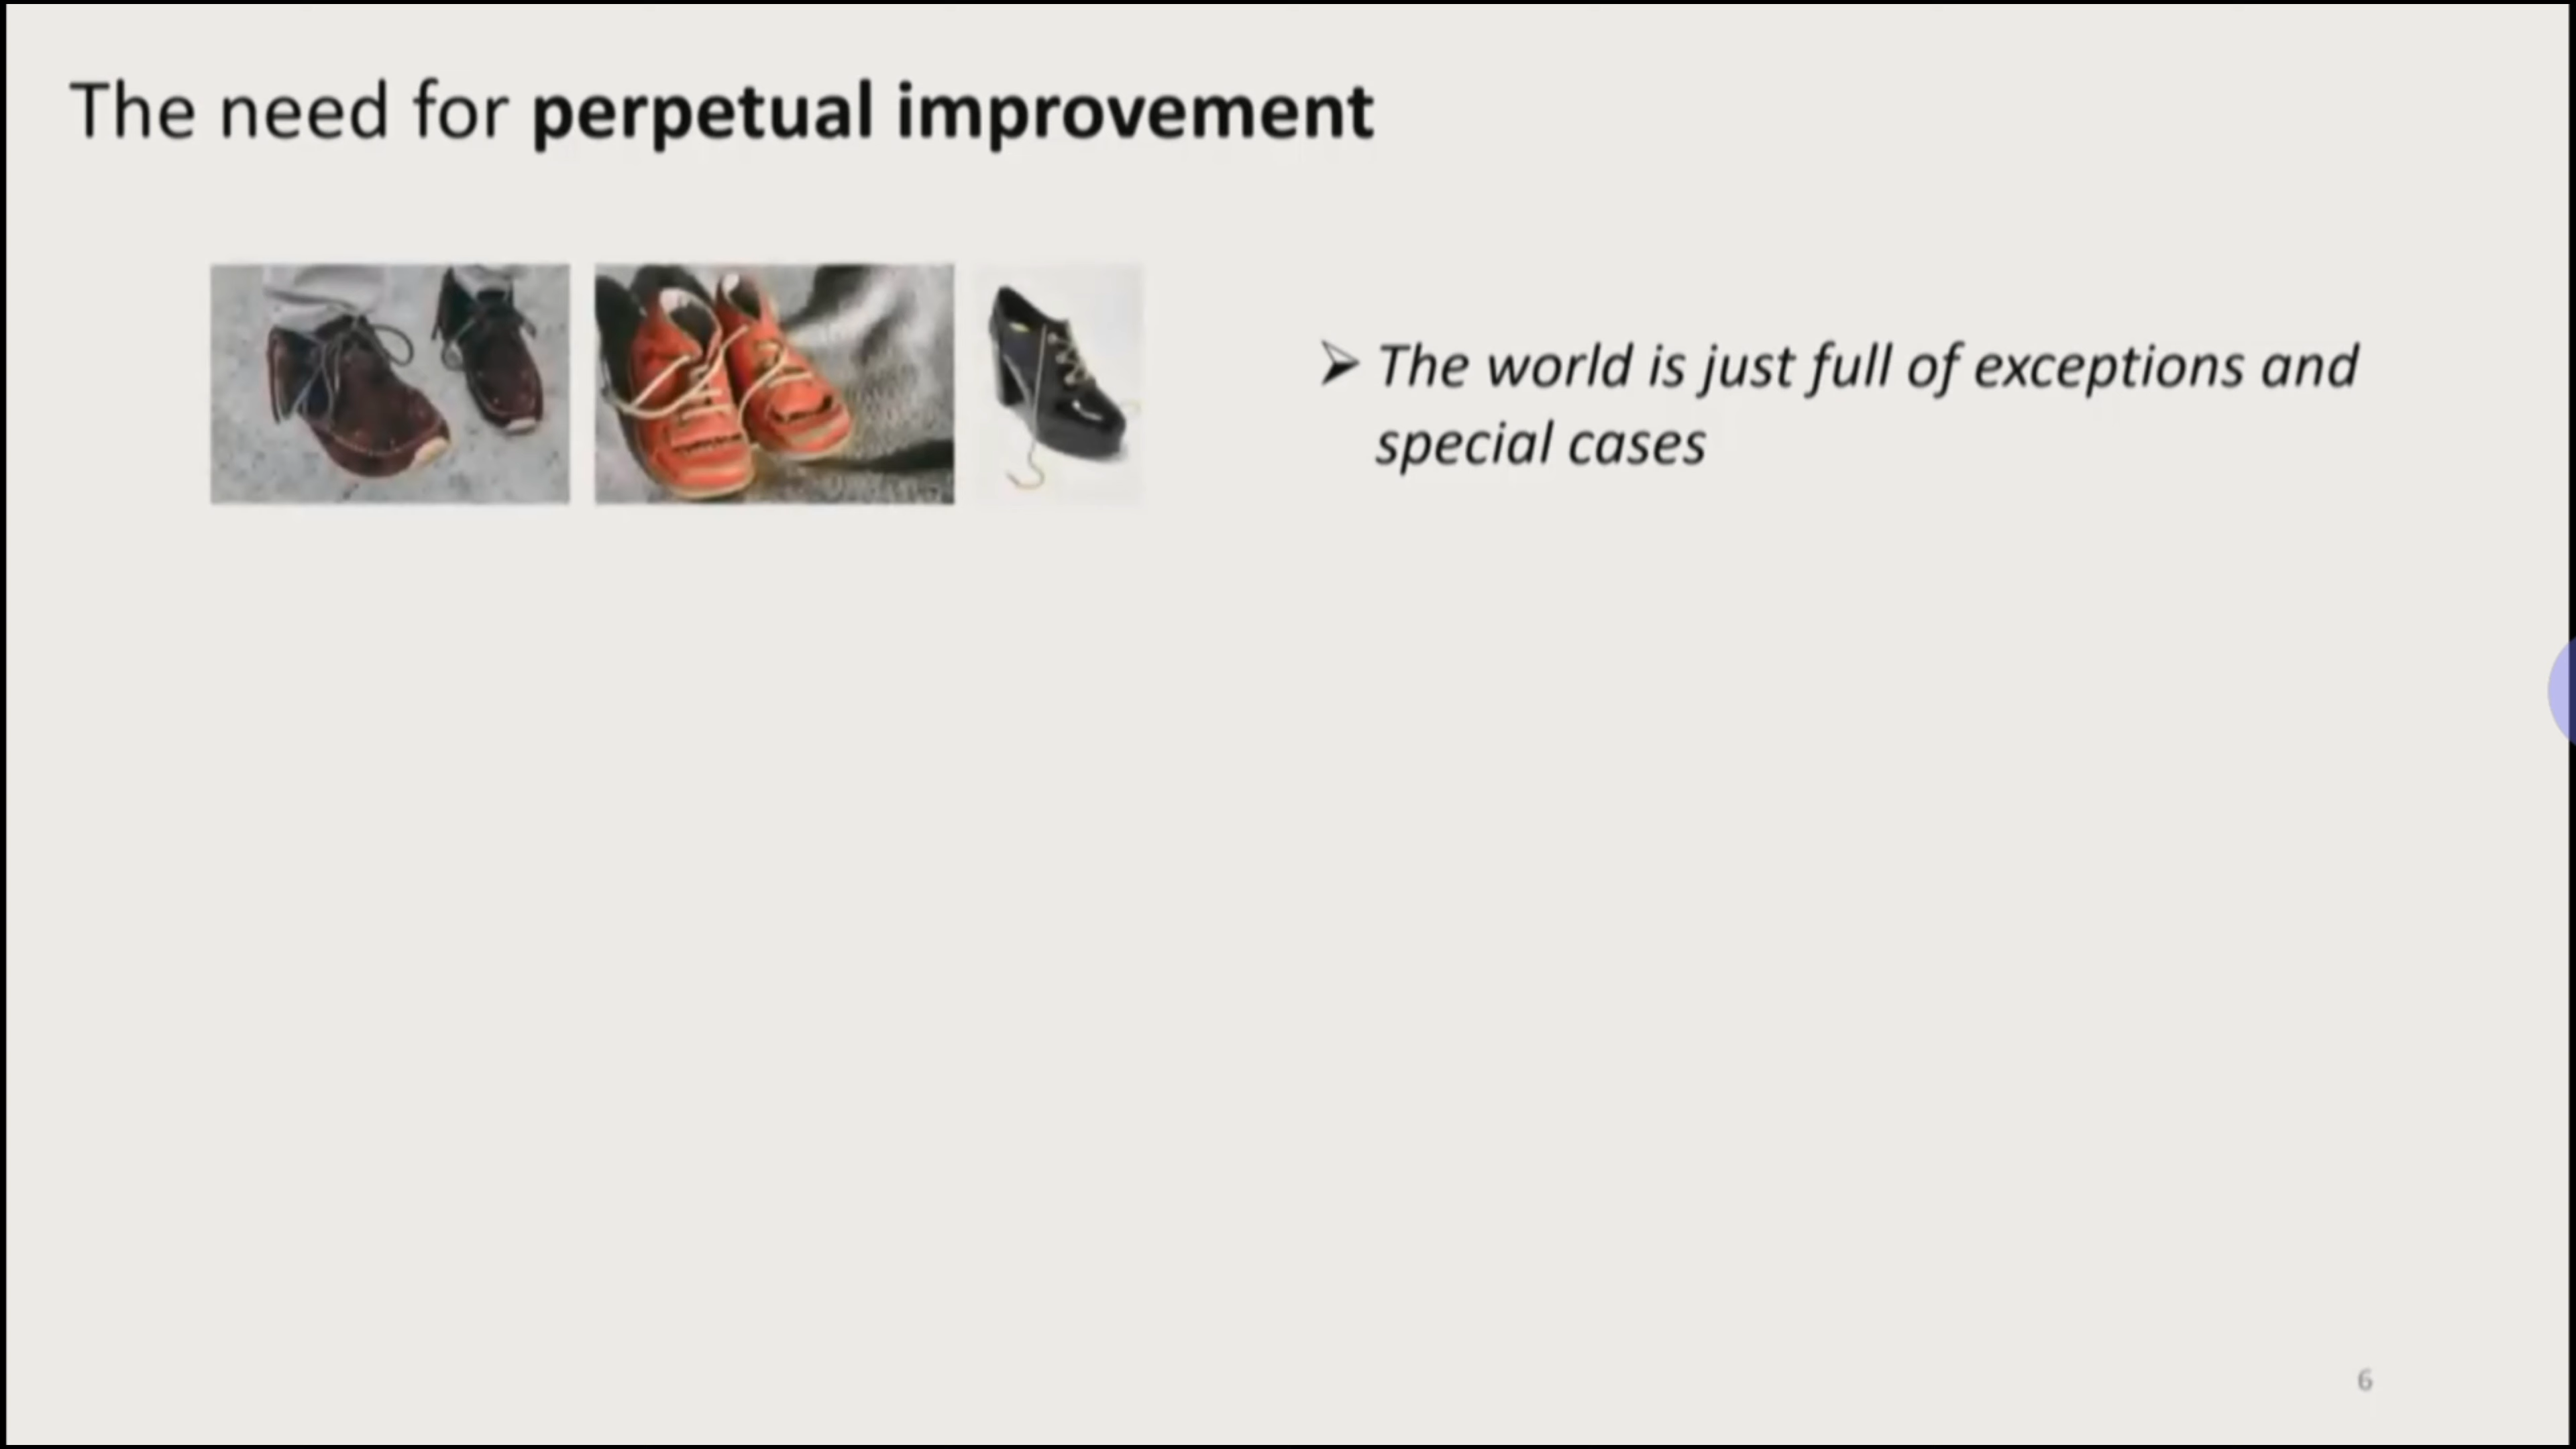 The need for perpetual improvement
➢ The world is just full of exceptions and
special cases
6